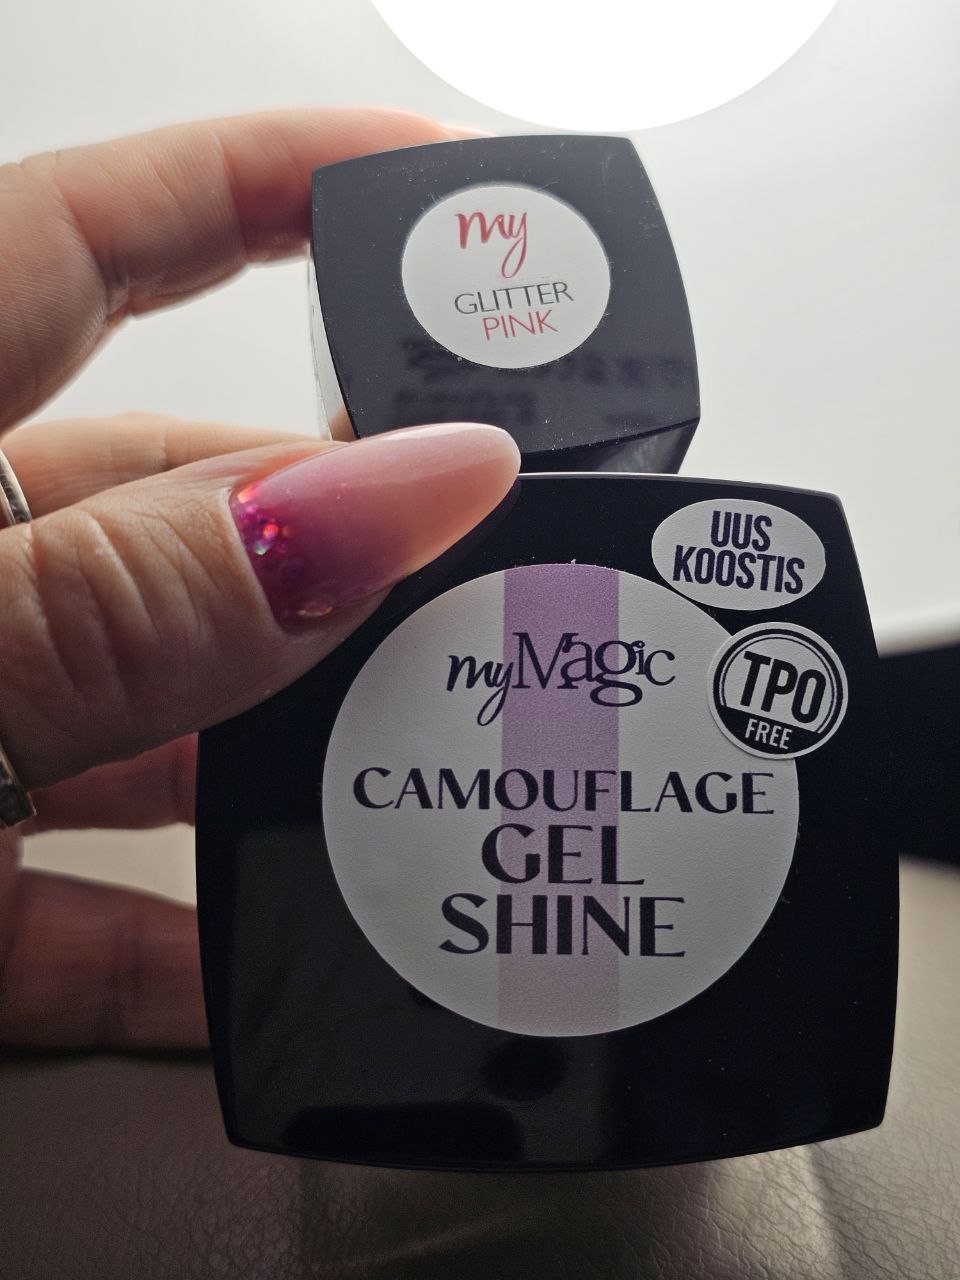 my
GLITTER
PINK
UUS
KOOSTIS
myMagic
TPO
FREE
CAMOUFLAGE
GEL
SHINE